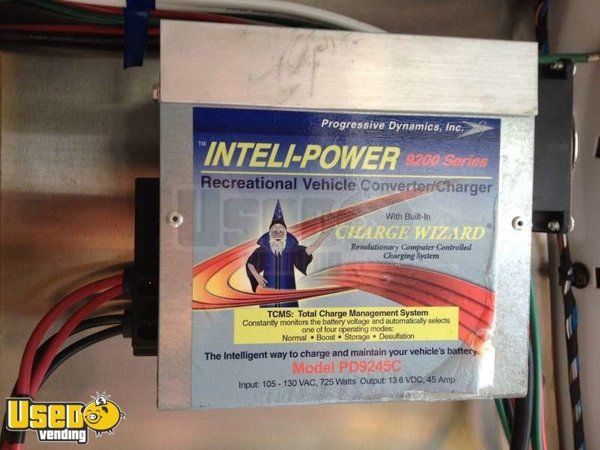 Progressive Dynamics, Inc.
™ INTELI-POWER 9200 Series
Recreational Vehicle Converter/Charger
With Built-In
CHARGE WIZARD
Revolutionary Computer Controlled
Charging System
TCMS: Total Charge Management System
Constantly monitors the battery voltage and automatically selects
one of four operating modes:
Normal • Boost • Storage • Desulfation
The Intelligent way to charge and maintain your vehicle's battery
Model PD9245C
Input: 105 - 130 VAC, 725 Watts Output: 13.6 VDC, 45 Amp
USED
VENDING